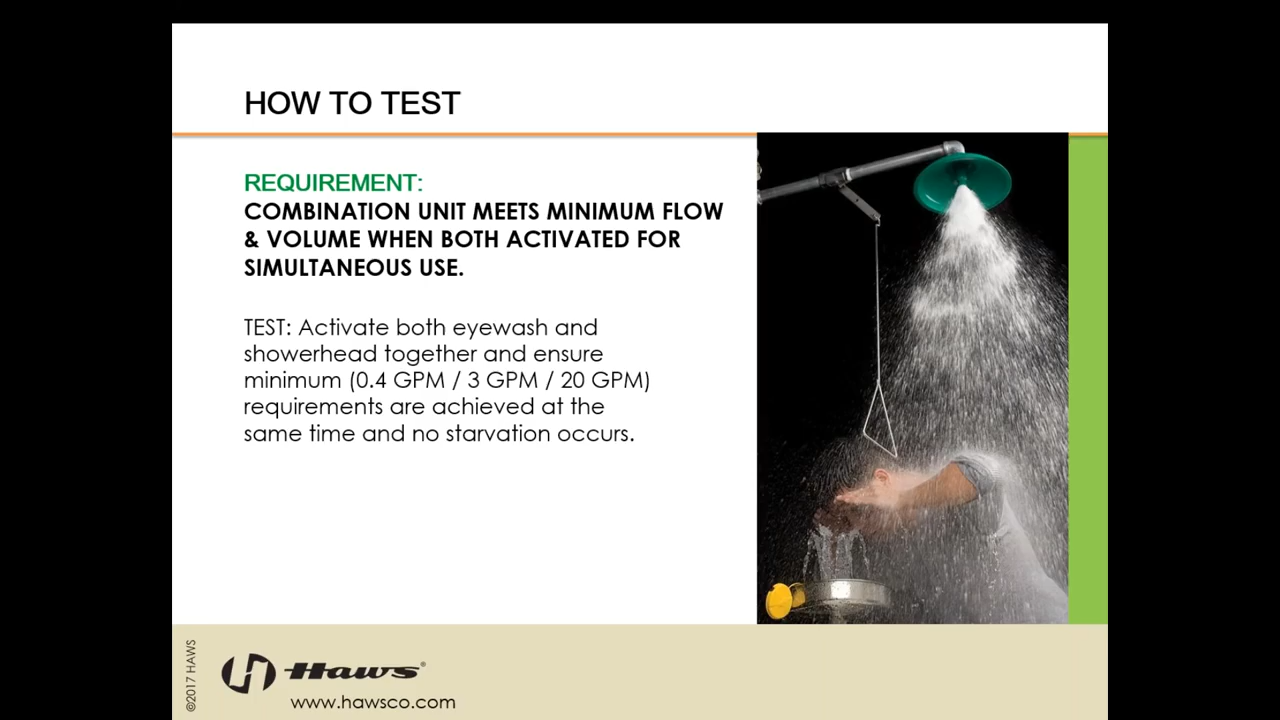 HOW TO TEST
REQUIREMENT:
COMBINATION UNIT MEETS MINIMUM FLOW
& VOLUME WHEN BOTH ACTIVATED FOR
SIMULTANEOUS USE.
TEST: Activate both eyewash and
showerhead together and ensure
minimum (0.4 GPM / 3 GPM / 20 GPM)
requirements are achieved at the
same time and no starvation occurs.
©2017 HAWS
Haws®
www.hawsco.com